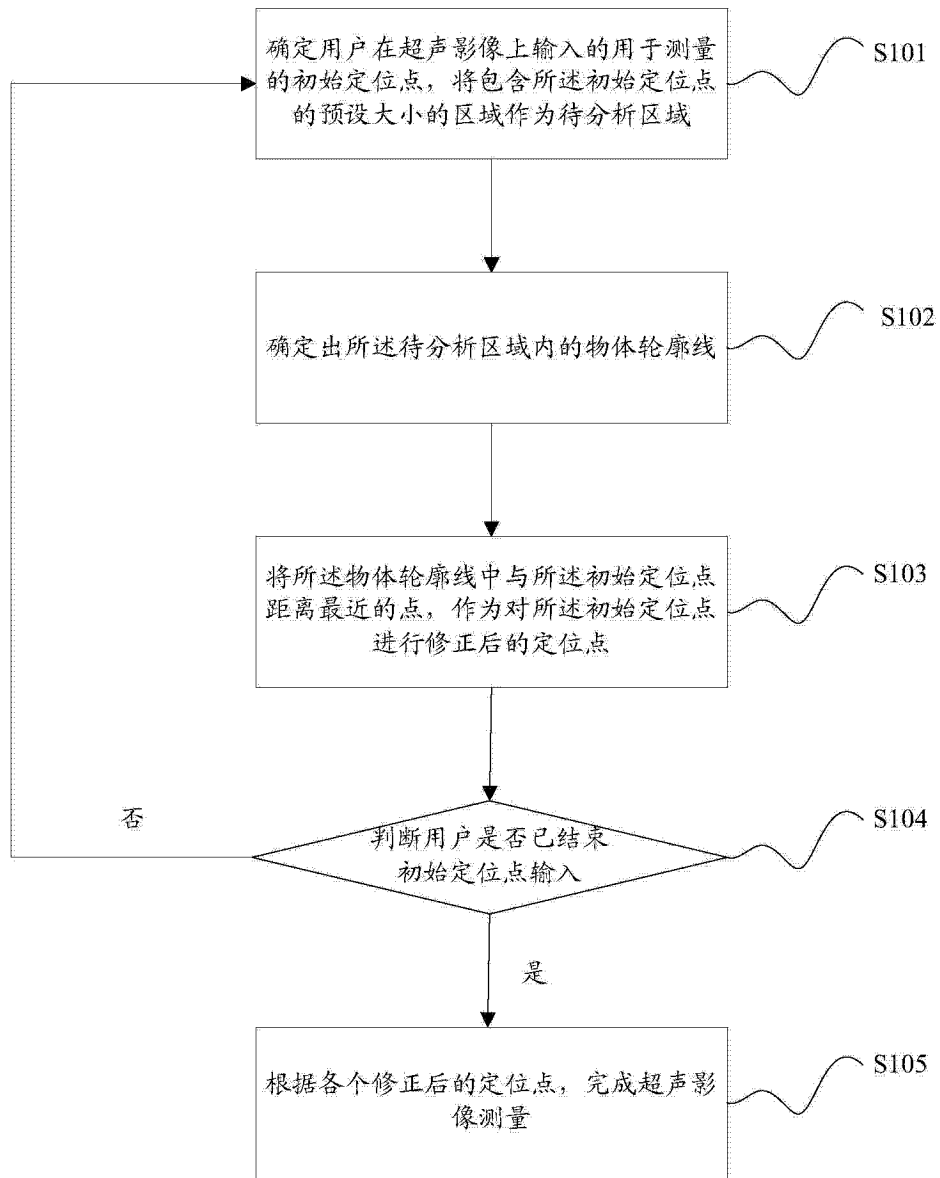 确定用户在超声影像上输入的用于测量
的初始定位点，将包含所述初始定位点
的预设大小的区域作为待分析区域
S101
确定出所述待分析区域内的物体轮廓线
S102
将所述物体轮廓线中与所述初始定位点
距离最近的点，作为对所述初始定位点
进行修正后的定位点
S103
判断用户是否已结束
初始定位点输入
S104
否
是
根据各个修正后的定位点，完成超声影
像测量
S105